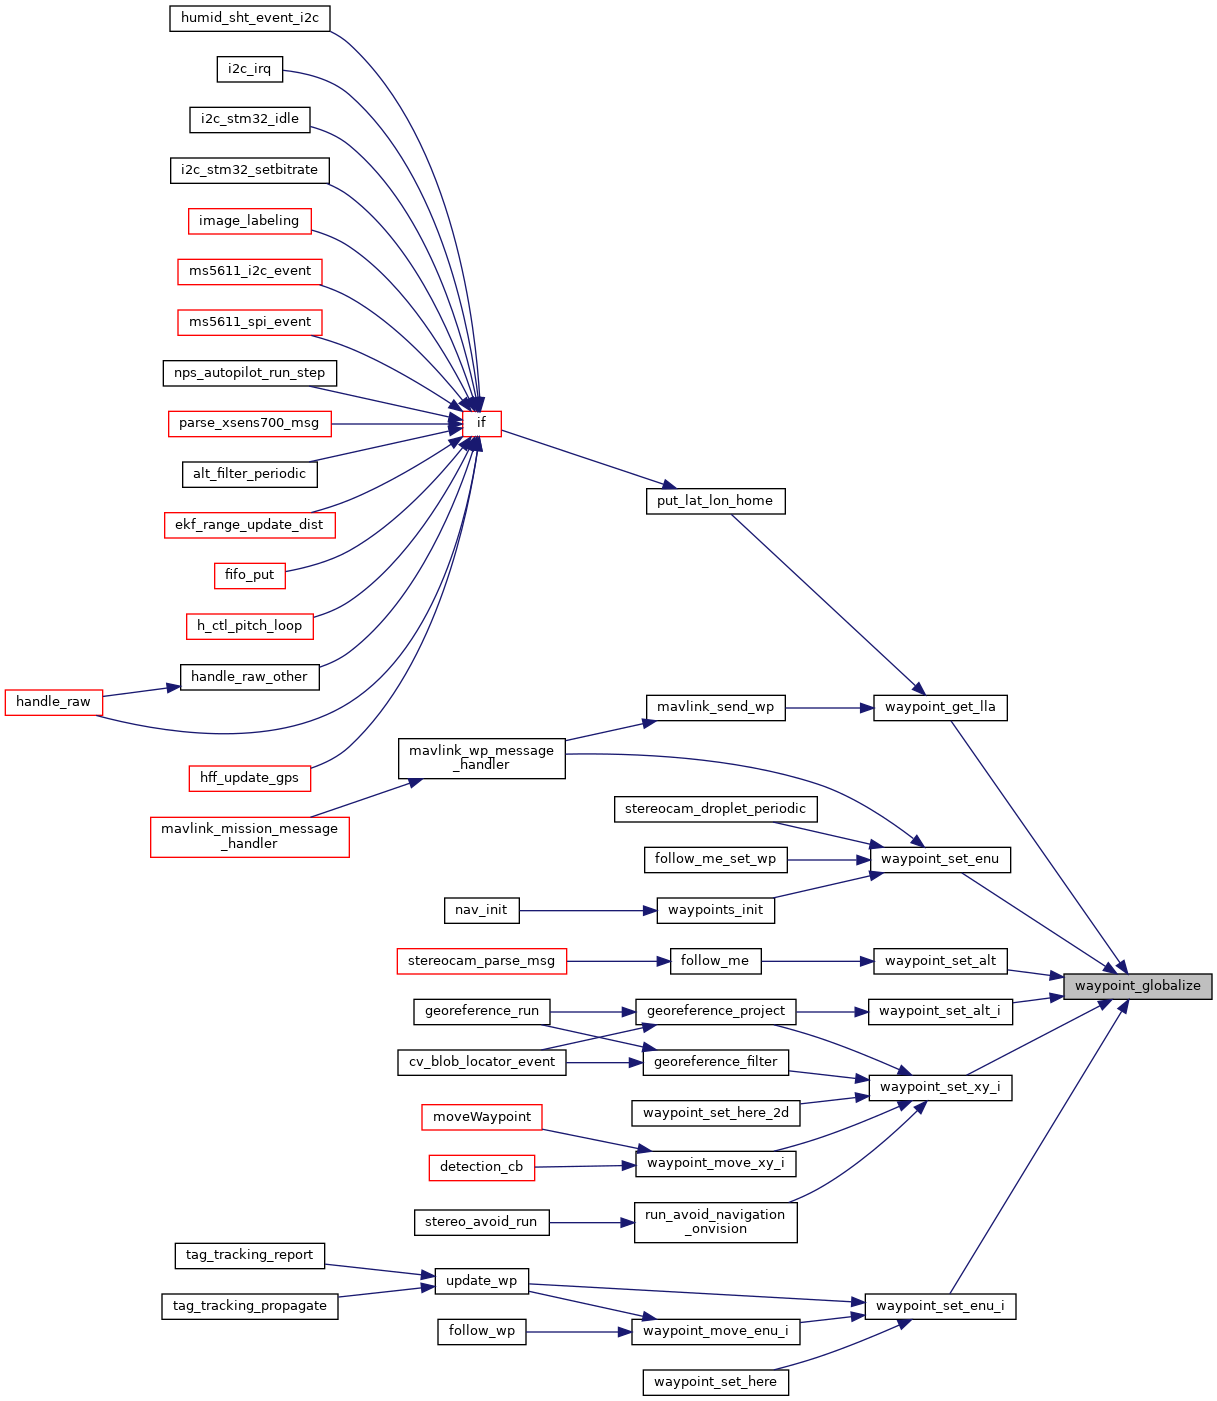 humid_sht_event_i2c
i2c_irq
i2c_stm32_idle
i2c_stm32_setbitrate
image_labeling
ms5611_i2c_event
ms5611_spi_event
nps_autopilot_run_step
parse_xsens700_msg
if
alt_filter_periodic
put_lat_lon_home
ekf_range_update_dist
fifo_put
h_ctl_pitch_loop
handle_raw_other
handle_raw
mavlink_send_wp
waypoint_get_lla
mavlink_wp_message
_handler
hff_update_gps
stereocam_droplet_periodic
mavlink_mission_message
_handler
follow_me_set_wp
waypoint_set_enu
nav_init
waypoints_init
stereocam_parse_msg
follow_me
waypoint_set_alt
waypoint_globalize
georeference_run
georeference_project
waypoint_set_alt_i
cv_blob_locator_event
georeference_filter
waypoint_set_xy_i
waypoint_set_here_2d
moveWaypoint
detection_cb
waypoint_move_xy_i
stereo_avoid_run
run_avoid_navigation
_onvision
tag_tracking_report
update_wp
tag_tracking_propagate
waypoint_set_enu_i
follow_wp
waypoint_move_enu_i
waypoint_set_here